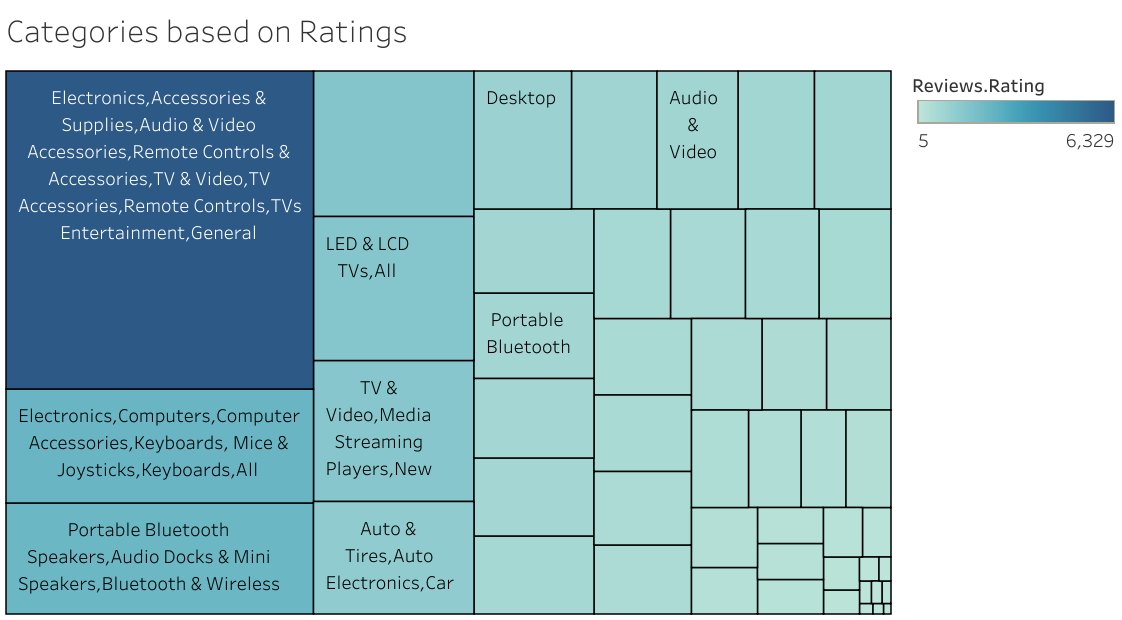 Categories based on Ratings
Electronics,Accessories &
Supplies,Audio & Video
Accessories,Remote Controls &
Accessories,TV & Video,TV
Accessories,Remote Controls,TVs
Entertainment,General
Electronics,Computers,Computer
Accessories,Keyboards, Mice &
Joysticks,Keyboards,All
Portable Bluetooth
Speakers,Audio Docks & Mini
Speakers,Bluetooth & Wireless
LED & LCD
TVs,All
TV &
Video,Media
Streaming
Players,New
Auto &
Tires,Auto
Electronics,Car
Desktop
Portable
Bluetooth
Audio
&
Video
Reviews.Rating
5 6,329